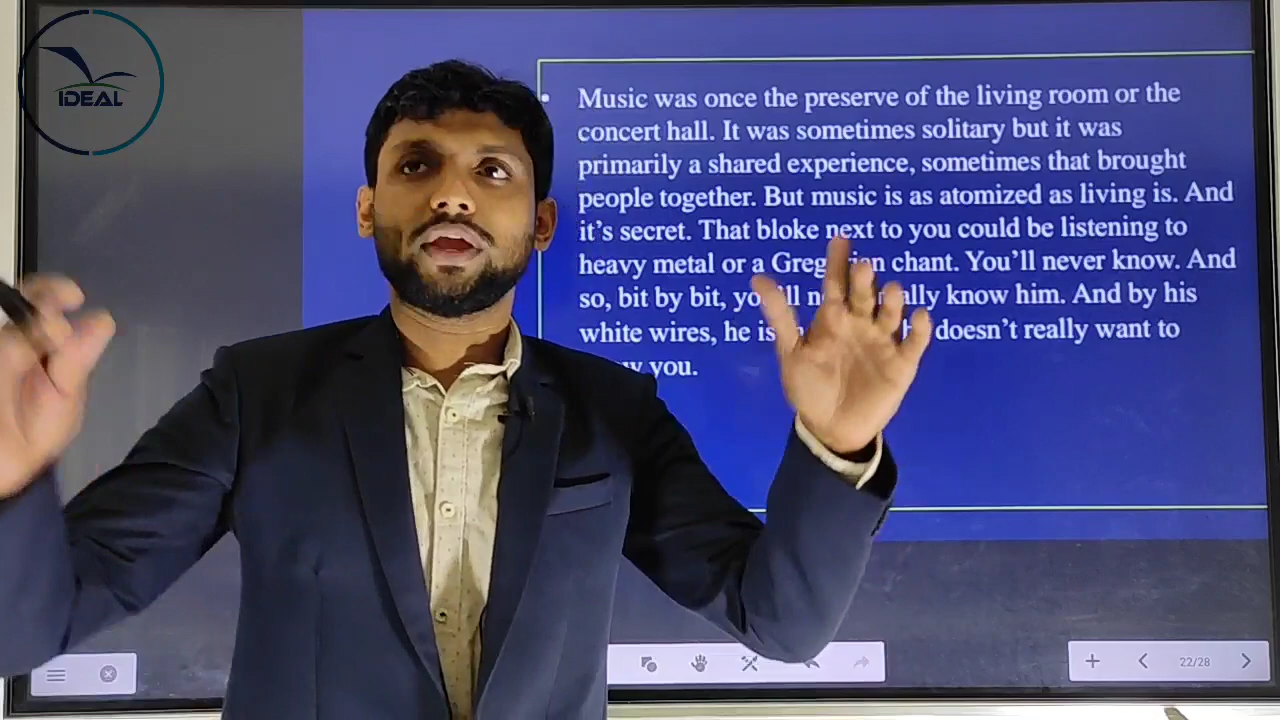 IDEAL
Music was once the preserve of the living room or the
concert hall. It was sometimes solitary but it was
primarily a shared experience, sometimes that brought
people together. But music is as atomized as living is. And
it's secret. That bloke next to you could be listening to
heavy metal or a chant. You'll never know. And
so, bit by bit, know him. And by his
white wires, he is doesn't really want to
you.
22/28